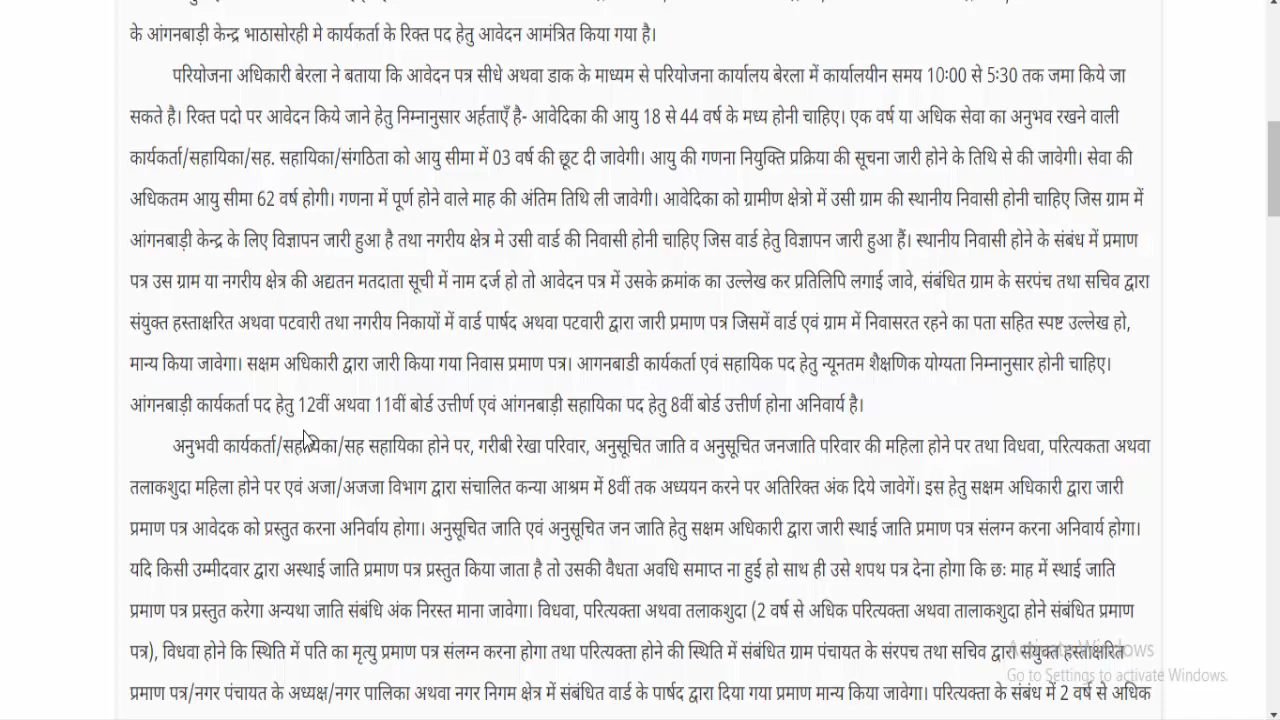 के आंगनबाड़ी केन्द्र भाठासोरही मे कार्यकर्ता के रिक्त पद हेतु आवेदन आमंत्रित किया गया है।
परियोजना अधिकारी बेरला ने बताया कि आवेदन पत्र सीधे अथवा डाक के माध्यम से परियोजना कार्यालय बेरला में कार्यालयीन समय 10:00 से 5:30 तक जमा किये जा
सकते है। रिक्त पदो पर आवेदन किये जाने हेतु निम्नानुसार अर्हताएँ है- आवेदिका की आयु 18 से 44 वर्ष के मध्य होनी चाहिए। एक वर्ष या अधिक सेवा का अनुभव रखने वाली
कार्यकर्ता/सहायिका/सह. सहायिका/संगठिता को आयु सीमा में 03 वर्ष की छूट दी जावेगी। आयु की गणना नियुक्ति प्रक्रिया की सूचना जारी होने के तिथि से की जावेगी। सेवा की
अधिकतम आयु सीमा 62 वर्ष होगी। गणना में पूर्ण होने वाले माह की अंतिम तिथि ली जावेगी। आवेदिका को ग्रामीण क्षेत्रो में उसी ग्राम की स्थानीय निवासी होनी चाहिए जिस ग्राम में
आंगनबाड़ी केन्द्र के लिए विज्ञापन जारी हुआ है तथा नगरीय क्षेत्र मे उसी वार्ड की निवासी होनी चाहिए जिस वार्ड हेतु विज्ञापन जारी हुआ हैं। स्थानीय निवासी होने के संबंध में प्रमाण
पत्र उस ग्राम या नगरीय क्षेत्र की अद्यतन मतदाता सूची में नाम दर्ज हो तो आवेदन पत्र में उसके क्रमांक का उल्लेख कर प्रतिलिपि लगाई जावे, संबंधित ग्राम के सरपंच तथा सचिव द्वारा
संयुक्त हस्ताक्षरित अथवा पटवारी तथा नगरीय निकायों में वार्ड पार्षद अथवा पटवारी द्वारा जारी प्रमाण पत्र जिसमें वार्ड एवं ग्राम में निवासरत रहने का पता सहित स्पष्ट उल्लेख हो,
मान्य किया जावेगा। सक्षम अधिकारी द्वारा जारी किया गया निवास प्रमाण पत्र। आगनबाडी कार्यकर्ता एवं सहायिक पद हेतु न्यूनतम शैक्षणिक योग्यता निम्नानुसार होनी चाहिए।
आंगनबाड़ी कार्यकर्ता पद हेतु 12वीं अथवा 11वीं बोर्ड उत्तीर्ण एवं आंगनबाड़ी सहायिका पद हेतु 8वीं बोर्ड उत्तीर्ण होना अनिवार्य है।
अनुभवी कार्यकर्ता/सहायिका/सह सहायिका होने पर, गरीबी रेखा परिवार, अनुसूचित जाति व अनुसूचित जनजाति परिवार की महिला होने पर तथा विधवा, परित्यकता अथवा
तलाकशुदा महिला होने पर एवं अजा/अजजा विभाग द्वारा संचालित कन्या आश्रम में 8वीं तक अध्ययन करने पर अतिरिक्त अंक दिये जावेगें। इस हेतु सक्षम अधिकारी द्वारा जारी
प्रमाण पत्र आवेदक को प्रस्तुत करना अनिर्वाय होगा। अनुसूचित जाति एवं अनुसूचित जन जाति हेतु सक्षम अधिकारी द्वारा जारी स्थाई जाति प्रमाण पत्र संलग्न करना अनिवार्य होगा।
यदि किसी उम्मीदवार द्वारा अस्थाई जाति प्रमाण पत्र प्रस्तुत किया जाता है तो उसकी वैधता अवधि समाप्त ना हुई हो साथ ही उसे शपथ पत्र देना होगा कि छः माह में स्थाई जाति
प्रमाण पत्र प्रस्तुत करेगा अन्यथा जाति संबंधि अंक निरस्त माना जावेगा। विधवा, परित्यक्ता अथवा तलाकशुदा (2 वर्ष से अधिक परित्यक्ता अथवा तालाकशुदा होने संबंधित प्रमाण
पत्र), विधवा होने कि स्थिति में पति का मृत्यु प्रमाण पत्र संलग्न करना होगा तथा परित्यक्ता होने की स्थिति में संबंधित ग्राम पंचायत के संरपच तथा सचिव द्वारा संयुक्त हस्ताक्षरित
Activate Windows
Go to Settings to activate Windows.
प्रमाण पत्र/नगर पंचायत के अध्यक्ष/नगर पालिका अथवा नगर निगम क्षेत्र में संबंधित वार्ड के पार्षद द्वारा दिया गया प्रमाण मान्य किया जावेगा। परित्यक्ता के संबंध में 2 वर्ष से अधिक